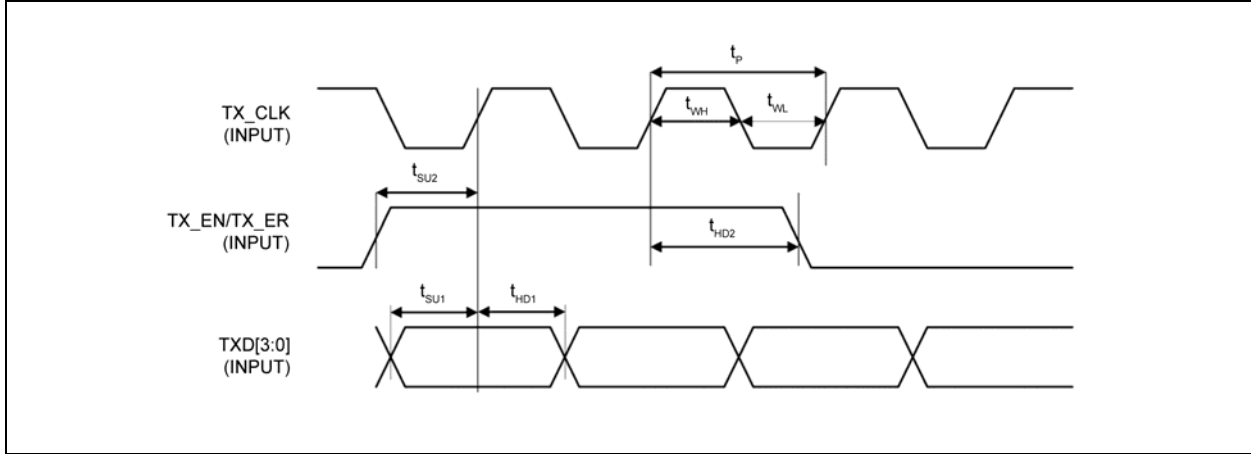 t_P
TX_CLK
(INPUT)
t_WH
t_WL
t_SU2
TX_EN/TX_ER
(INPUT)
t_HD2
t_SU1
t_HD1
TXD[3:0]
(INPUT)